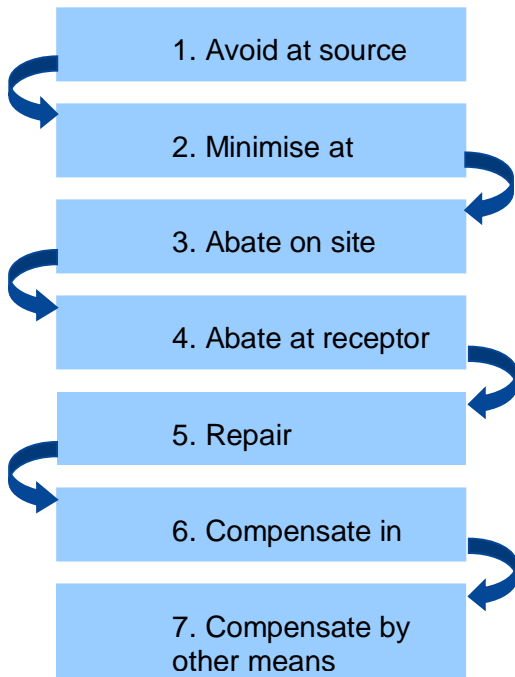 1. Avoid at source
2. Minimise at
3. Abate on site
4. Abate at receptor
5. Repair
6. Compensate in
7. Compensate by
other means